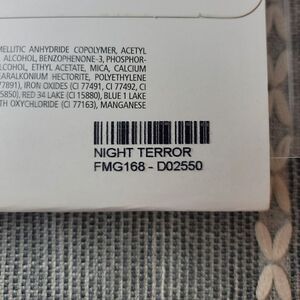 MELLITIC ANHYDRIDE COPOLYMER, ACETYL
ALCOHOL, BENZOPHENONE-3, PHOSPHOR-
ALCOHOL, ETHYL ACETATE, MICA, CALCIUM
EARALKONIUM HECTORITE, POLYETHYLENE
77891), IRON OXIDES (CI 77491, CI 77492, CI
15850), RED 34 LAKE (CI 15880), BLUE 1 LAKE
TH OXYCHLORIDE (CI 77163), MANGANESE
NIGHT TERROR
FMG168 - D02550